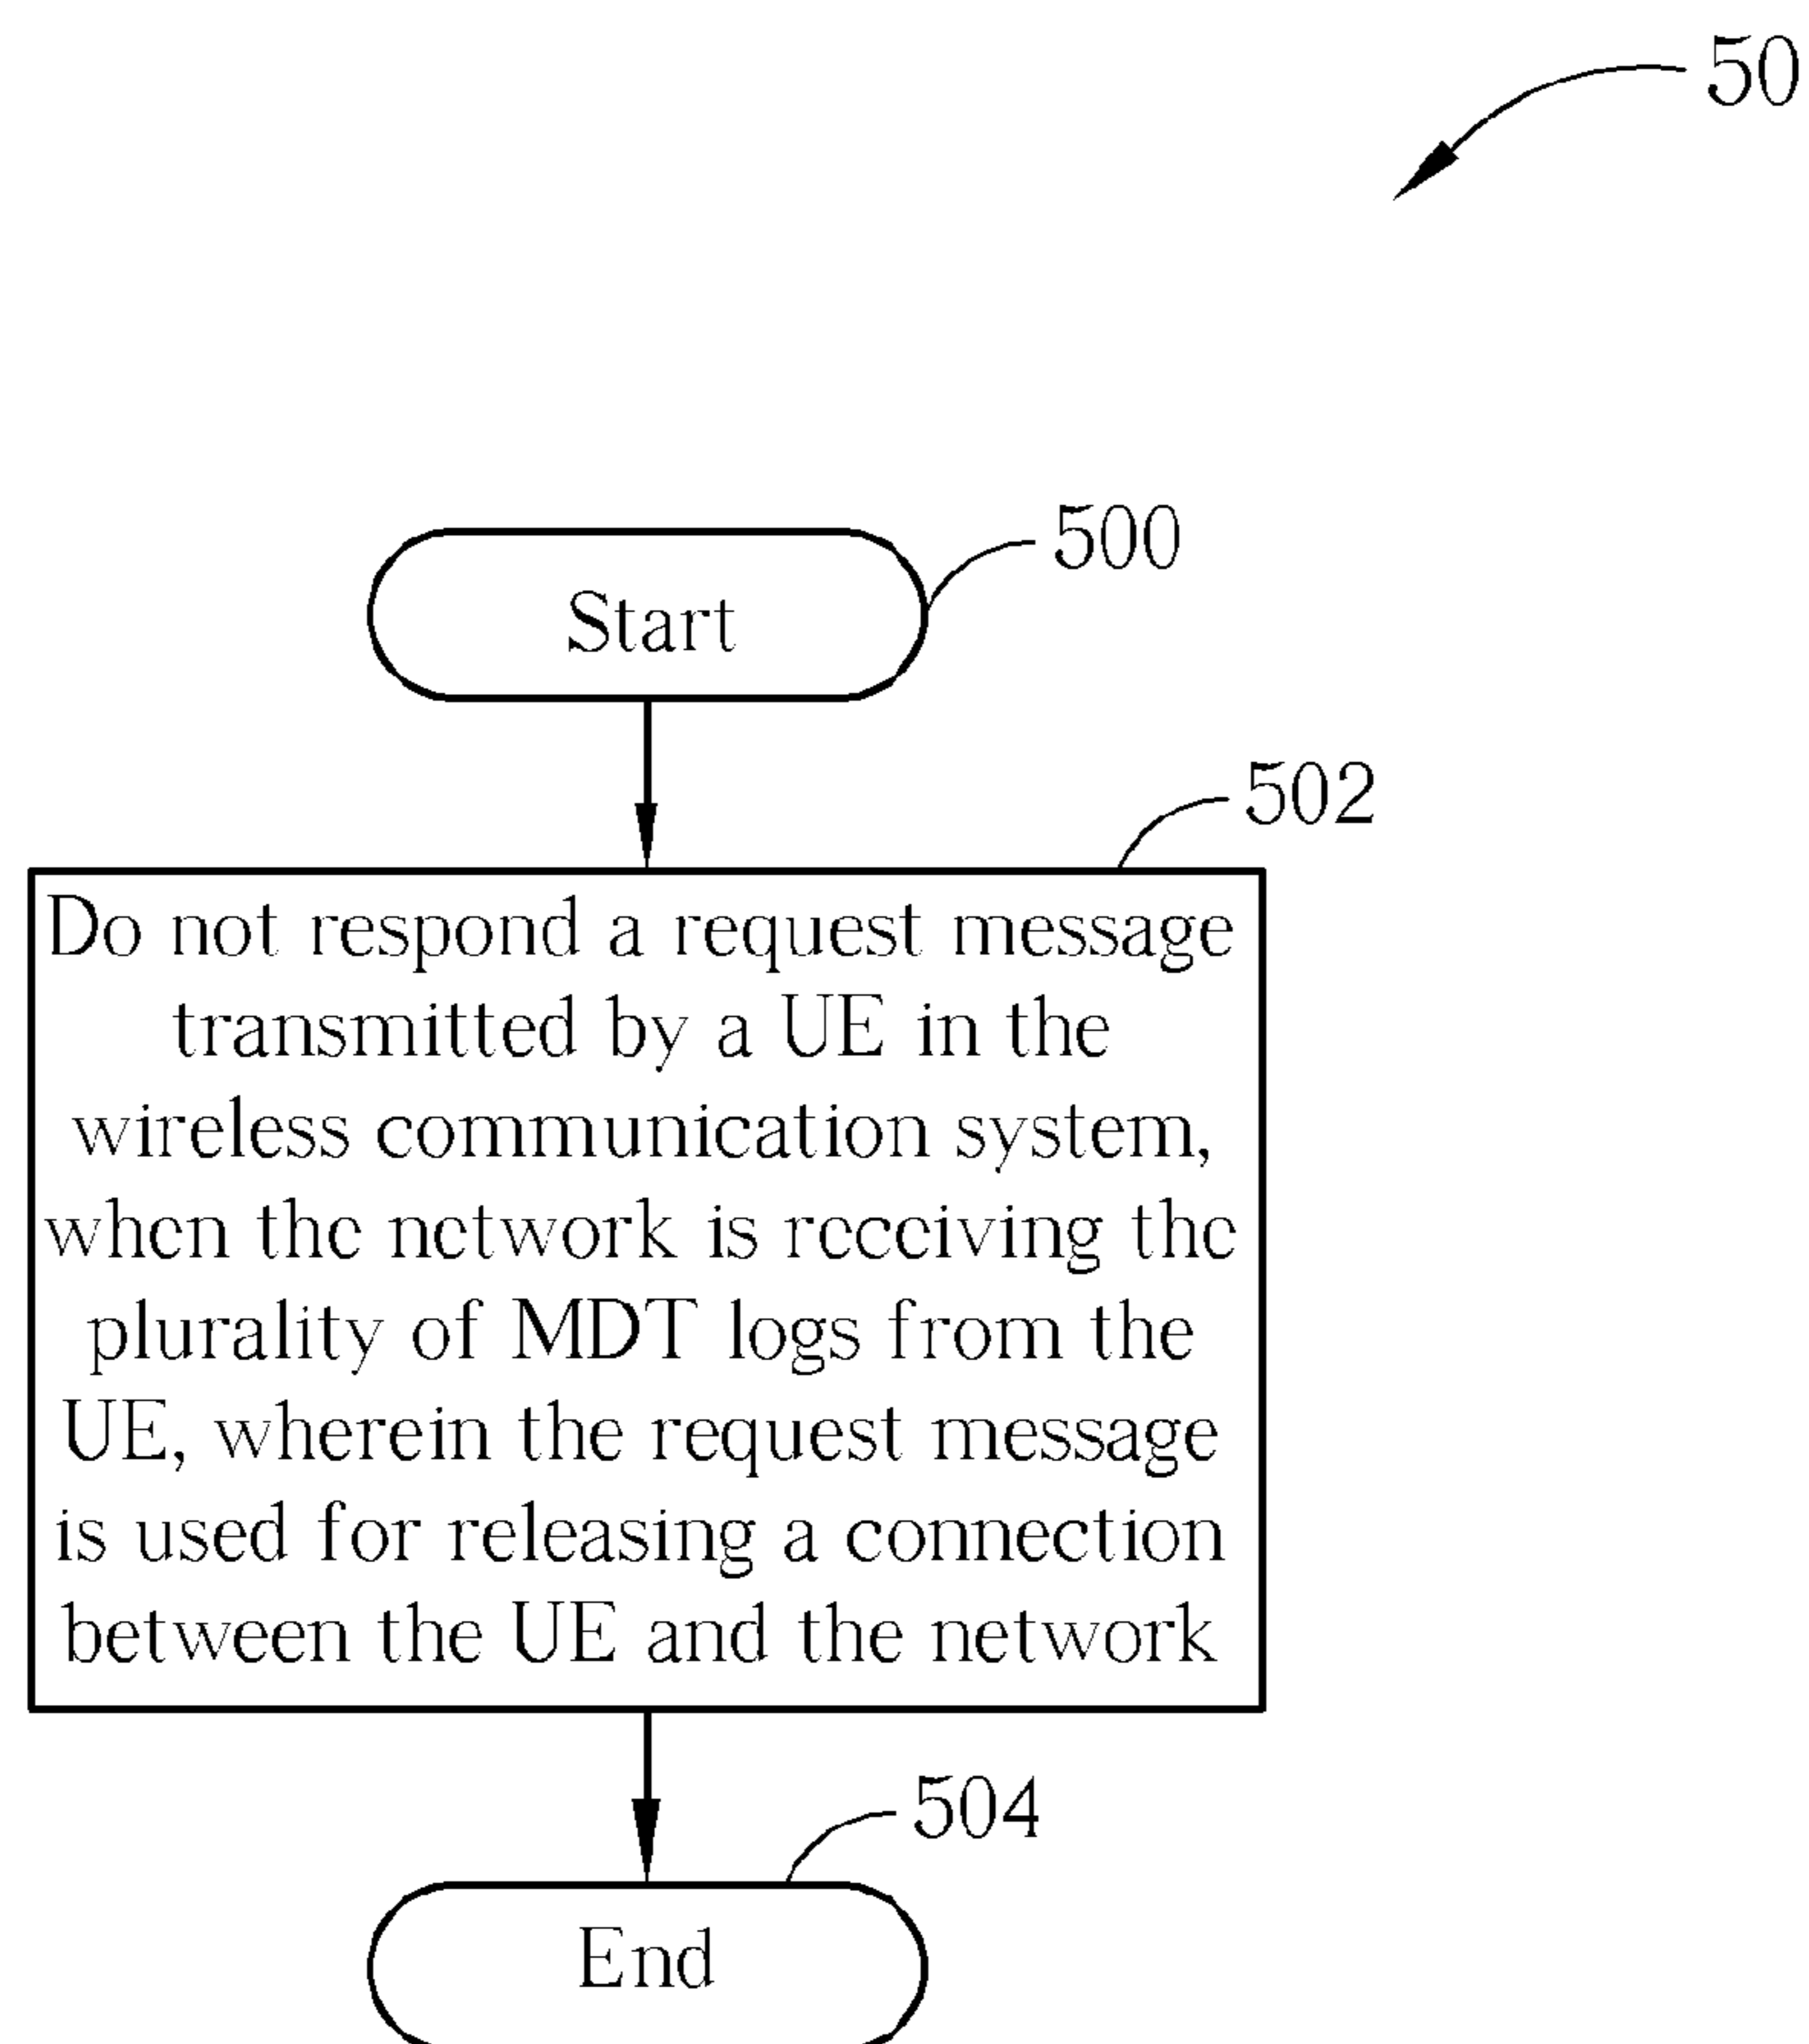 50
Start
500
502
Do not respond a request message
transmitted by a UE in the
wireless communication system,
when the network is receiving the
plurality of MDT logs from the
UE, wherein the request message
is used for releasing a connection
between the UE and the network
504
End